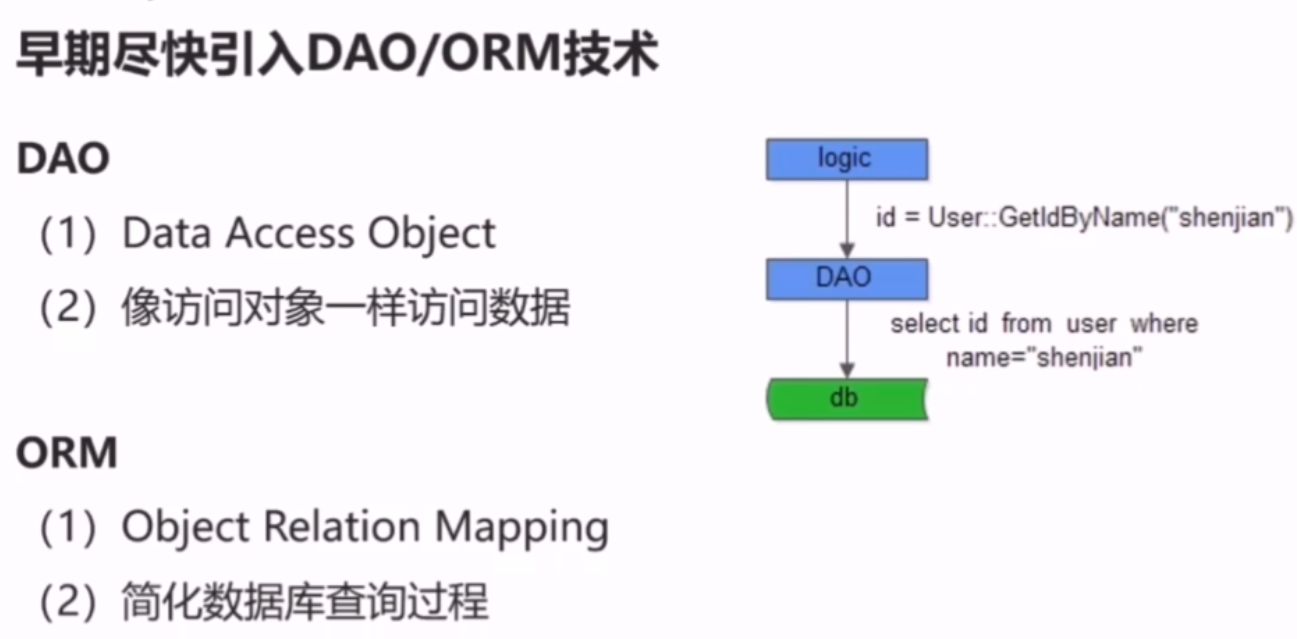 早期尽快引入DAO/ORM技术
DAO
（1）Data Access Object
（2）像访问对象一样访问数据
ORM
（1）Object Relation Mapping
（2）简化数据库查询过程
logic
id = User::GetIdByName("shenjian")
DAO
select id from user where
name="shenjian"
db